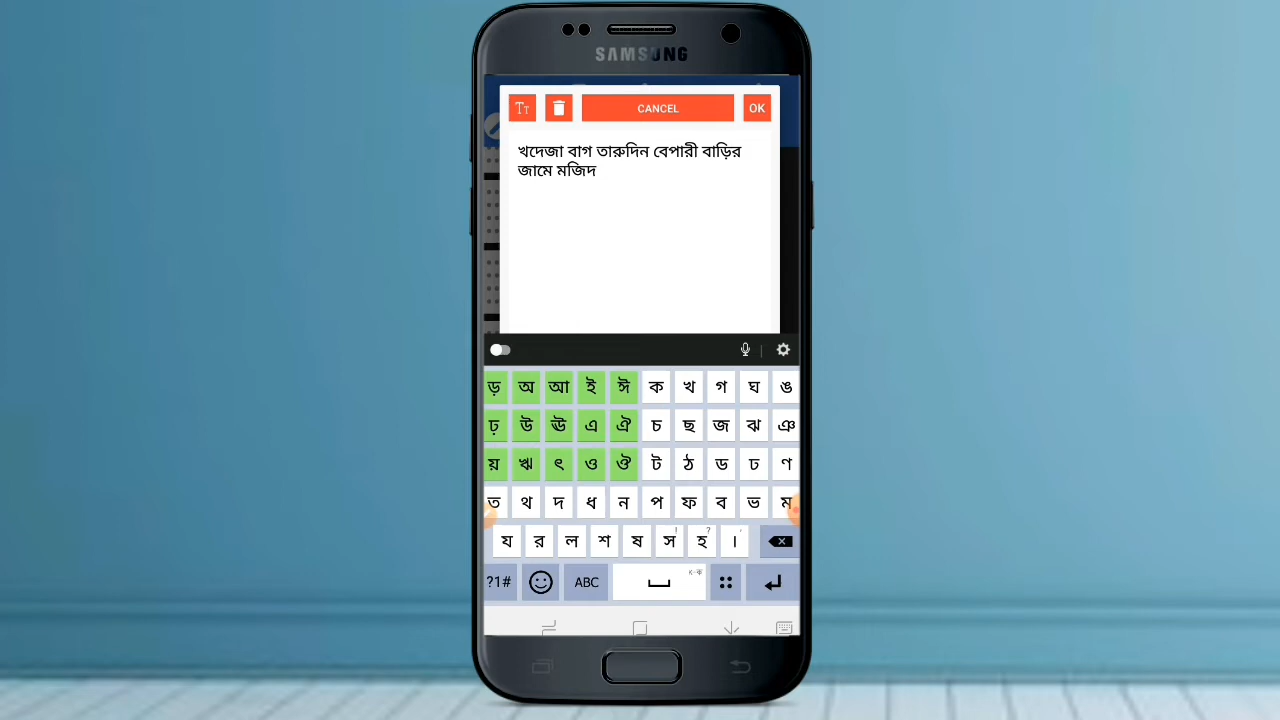 SAMSUNG
CANCEL
OK
খদেজা বাগ তারুদিন বেপারী বাড়ির
জামে মজিদ
ড় অ আ ই ঈ ক খ গ ঘ ঙ
ঢ় উ ঊ এ ঐ চ ছ জ ঝ ঞ
য় ঋ ৎ ও ঔ ট ঠ ড ঢ ণ
ত থ দ ধ ন প ফ ব ভ ম
য র ল শ ষ স ! হ ? । '
?1# ABC